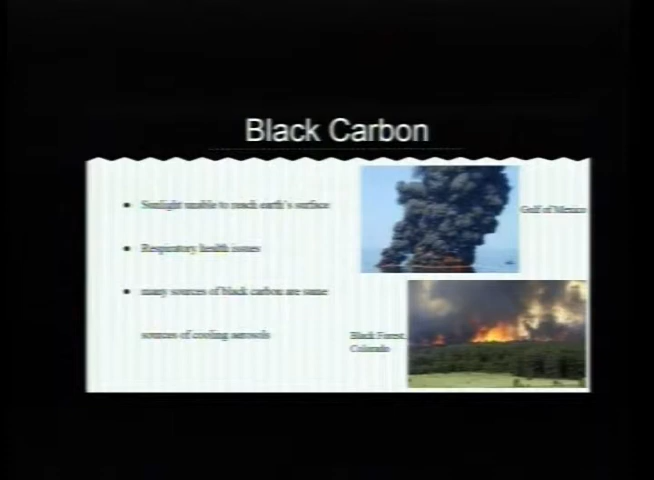 Black Carbon
Sunlight unable to reach earth's surface
Respiratory health issues
many sources of black carbon are same
sources of cooling aerosols
Gulf of Mexico
Black Forest,
Colorado